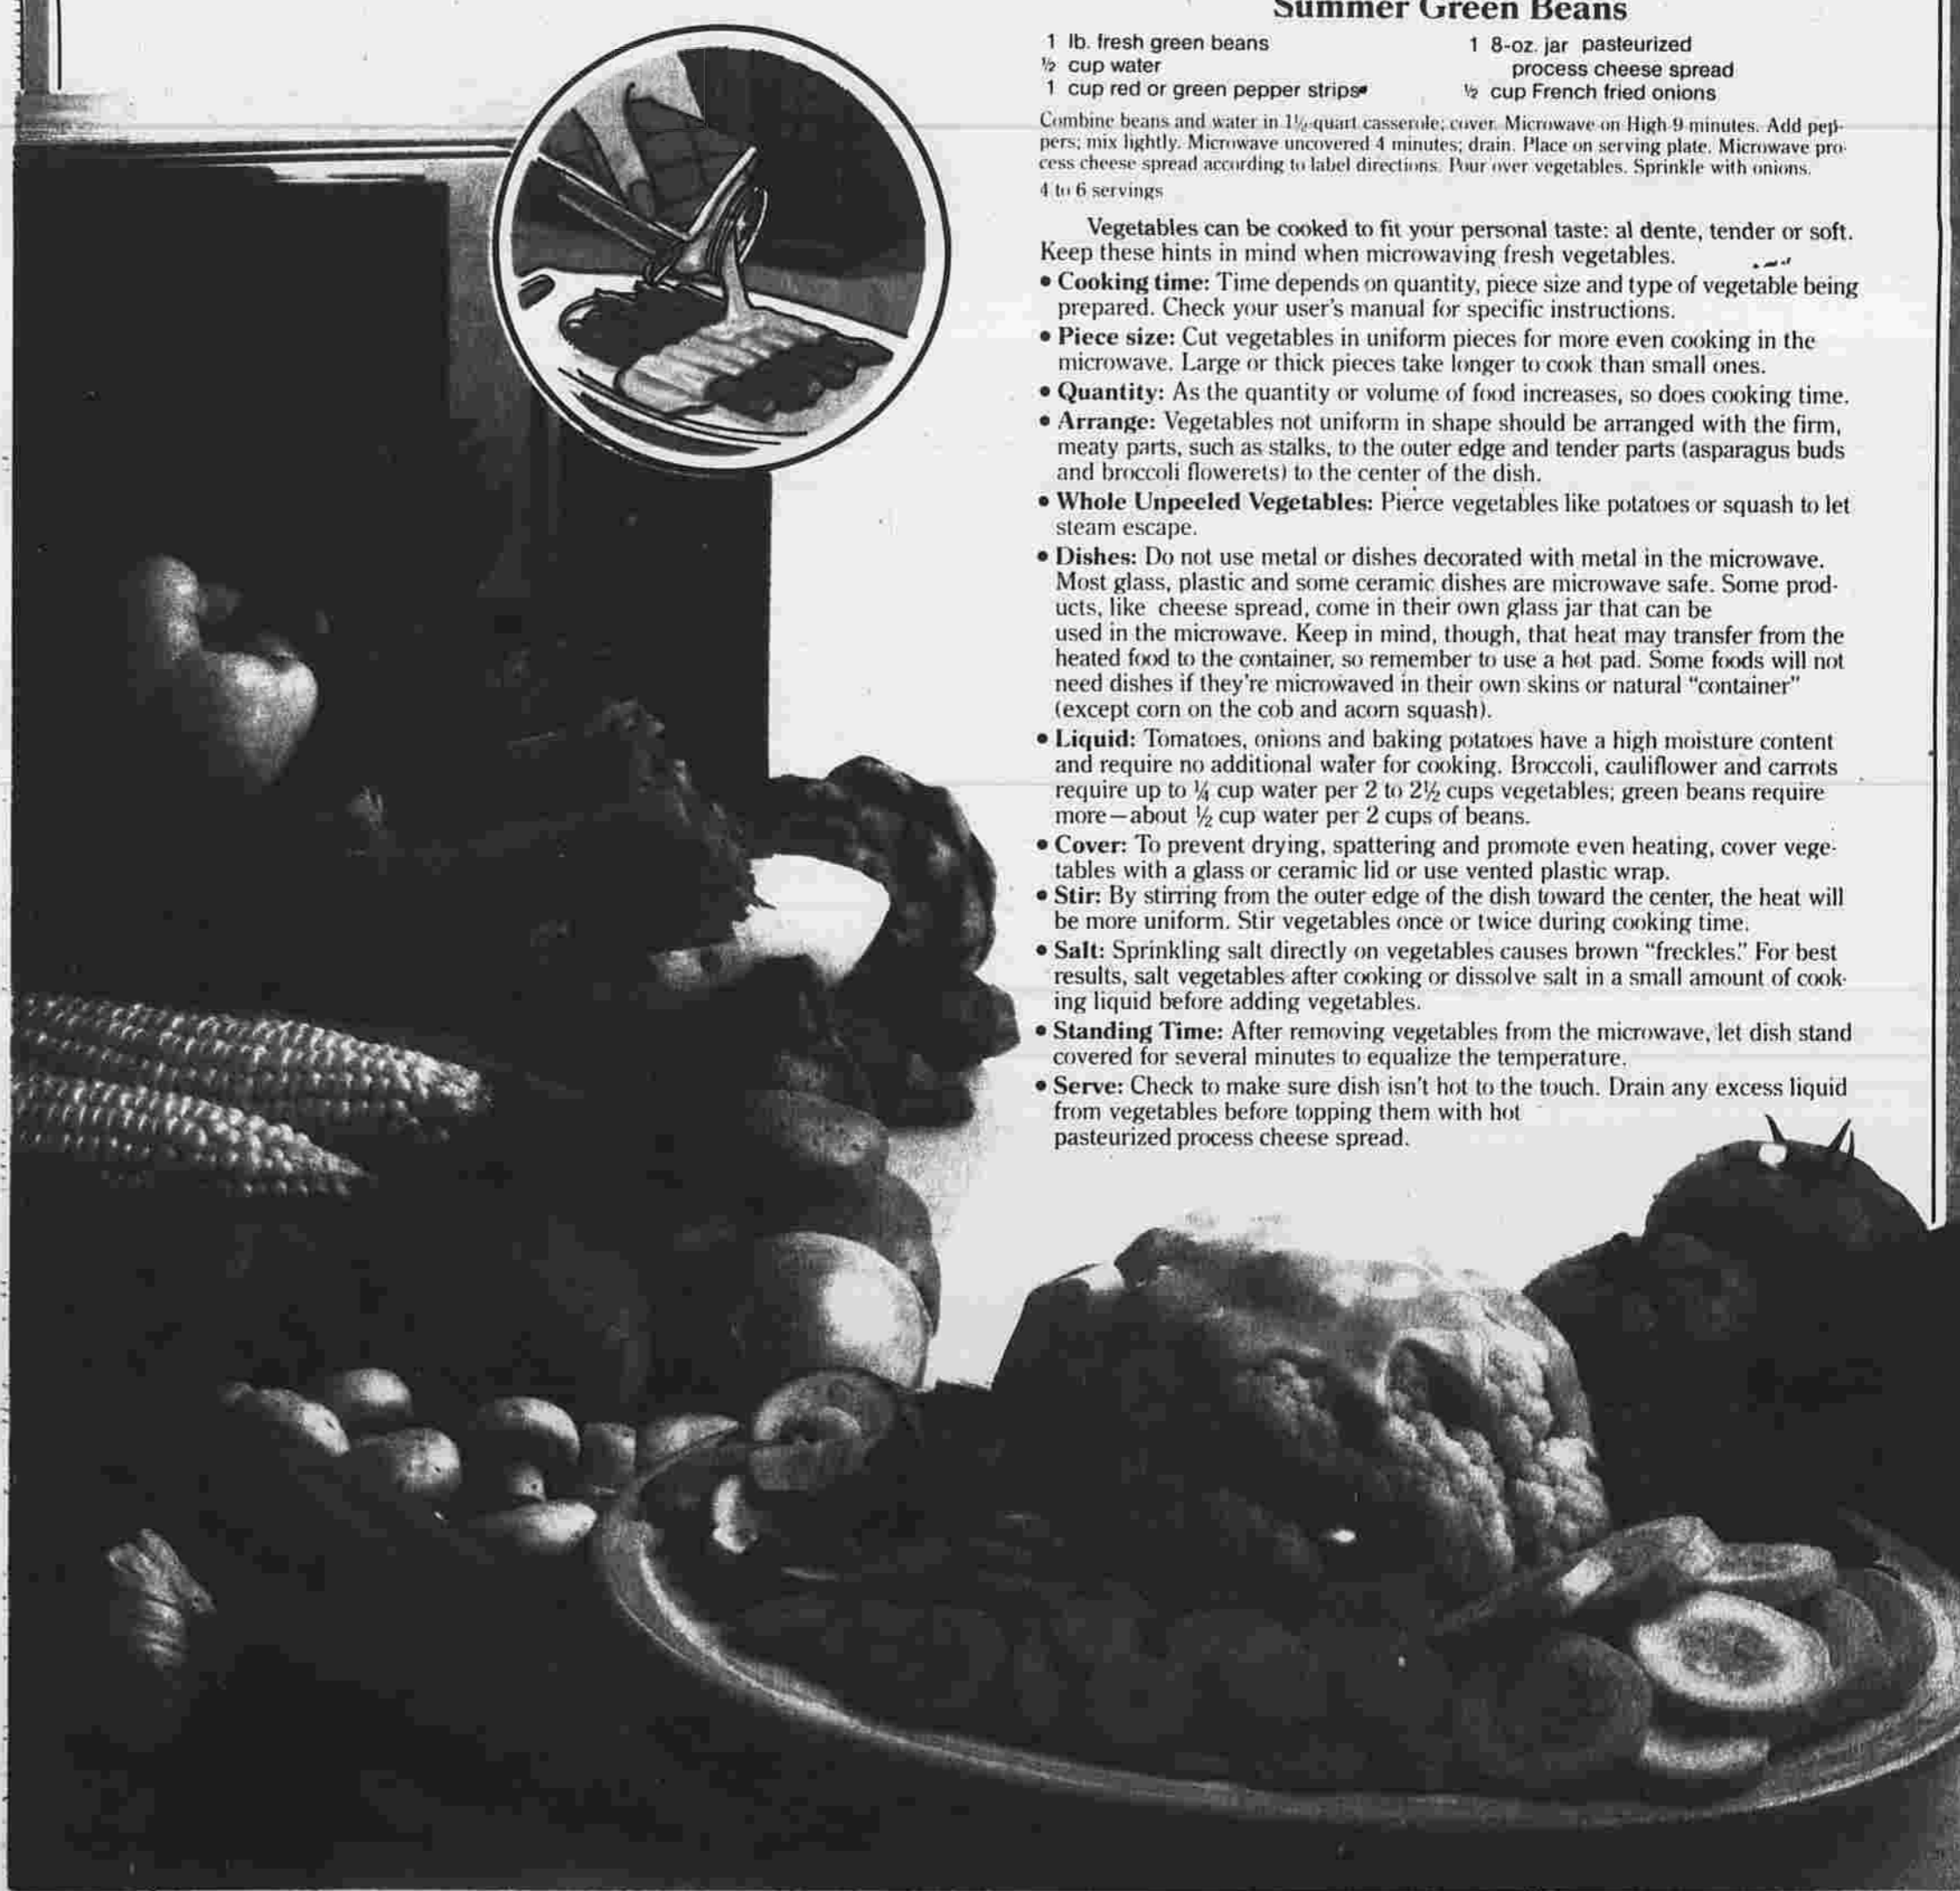 Summer Green Beans
1 lb. fresh green beans
½ cup water
1 cup red or green pepper strips
1 8-oz. jar pasteurized
process cheese spread
½ cup French fried onions
Combine beans and water in 1½-quart casserole; cover. Microwave on High 9 minutes. Add pep-
pers; mix lightly. Microwave uncovered 4 minutes; drain. Place on serving plate. Microwave pro-
cess cheese spread according to label directions. Pour over vegetables. Sprinkle with onions.
4 to 6 servings
Vegetables can be cooked to fit your personal taste: al dente, tender or soft.
Keep these hints in mind when microwaving fresh vegetables.
• Cooking time: Time depends on quantity, piece size and type of vegetable being
prepared. Check your user's manual for specific instructions.
• Piece size: Cut vegetables in uniform pieces for more even cooking in the
microwave. Large or thick pieces take longer to cook than small ones.
• Quantity: As the quantity or volume of food increases, so does cooking time.
• Arrange: Vegetables not uniform in shape should be arranged with the firm,
meaty parts, such as stalks, to the outer edge and tender parts (asparagus buds
and broccoli flowerets) to the center of the dish.
• Whole Unpeeled Vegetables: Pierce vegetables like potatoes or squash to let
steam escape.
• Dishes: Do not use metal or dishes decorated with metal in the microwave.
Most glass, plastic and some ceramic dishes are microwave safe. Some prod-
ucts, like cheese spread, come in their own glass jar that can be
used in the microwave. Keep in mind, though, that heat may transfer from the
heated food to the container, so remember to use a hot pad. Some foods will not
need dishes if they're microwaved in their own skins or natural "container"
(except corn on the cob and acorn squash).
• Liquid: Tomatoes, onions and baking potatoes have a high moisture content
and require no additional water for cooking. Broccoli, cauliflower and carrots
require up to ¼ cup water per 2 to 2½ cups vegetables; green beans require
more—about ½ cup water per 2 cups of beans.
• Cover: To prevent drying, spattering and promote even heating, cover vege-
tables with a glass or ceramic lid or use vented plastic wrap.
• Stir: By stirring from the outer edge of the dish toward the center, the heat will
be more uniform. Stir vegetables once or twice during cooking time.
• Salt: Sprinkling salt directly on vegetables causes brown "freckles." For best
results, salt vegetables after cooking or dissolve salt in a small amount of cook-
ing liquid before adding vegetables.
• Standing Time: After removing vegetables from the microwave, let dish stand
covered for several minutes to equalize the temperature.
• Serve: Check to make sure dish isn't hot to the touch. Drain any excess liquid
from vegetables before topping them with hot
pasteurized process cheese spread.